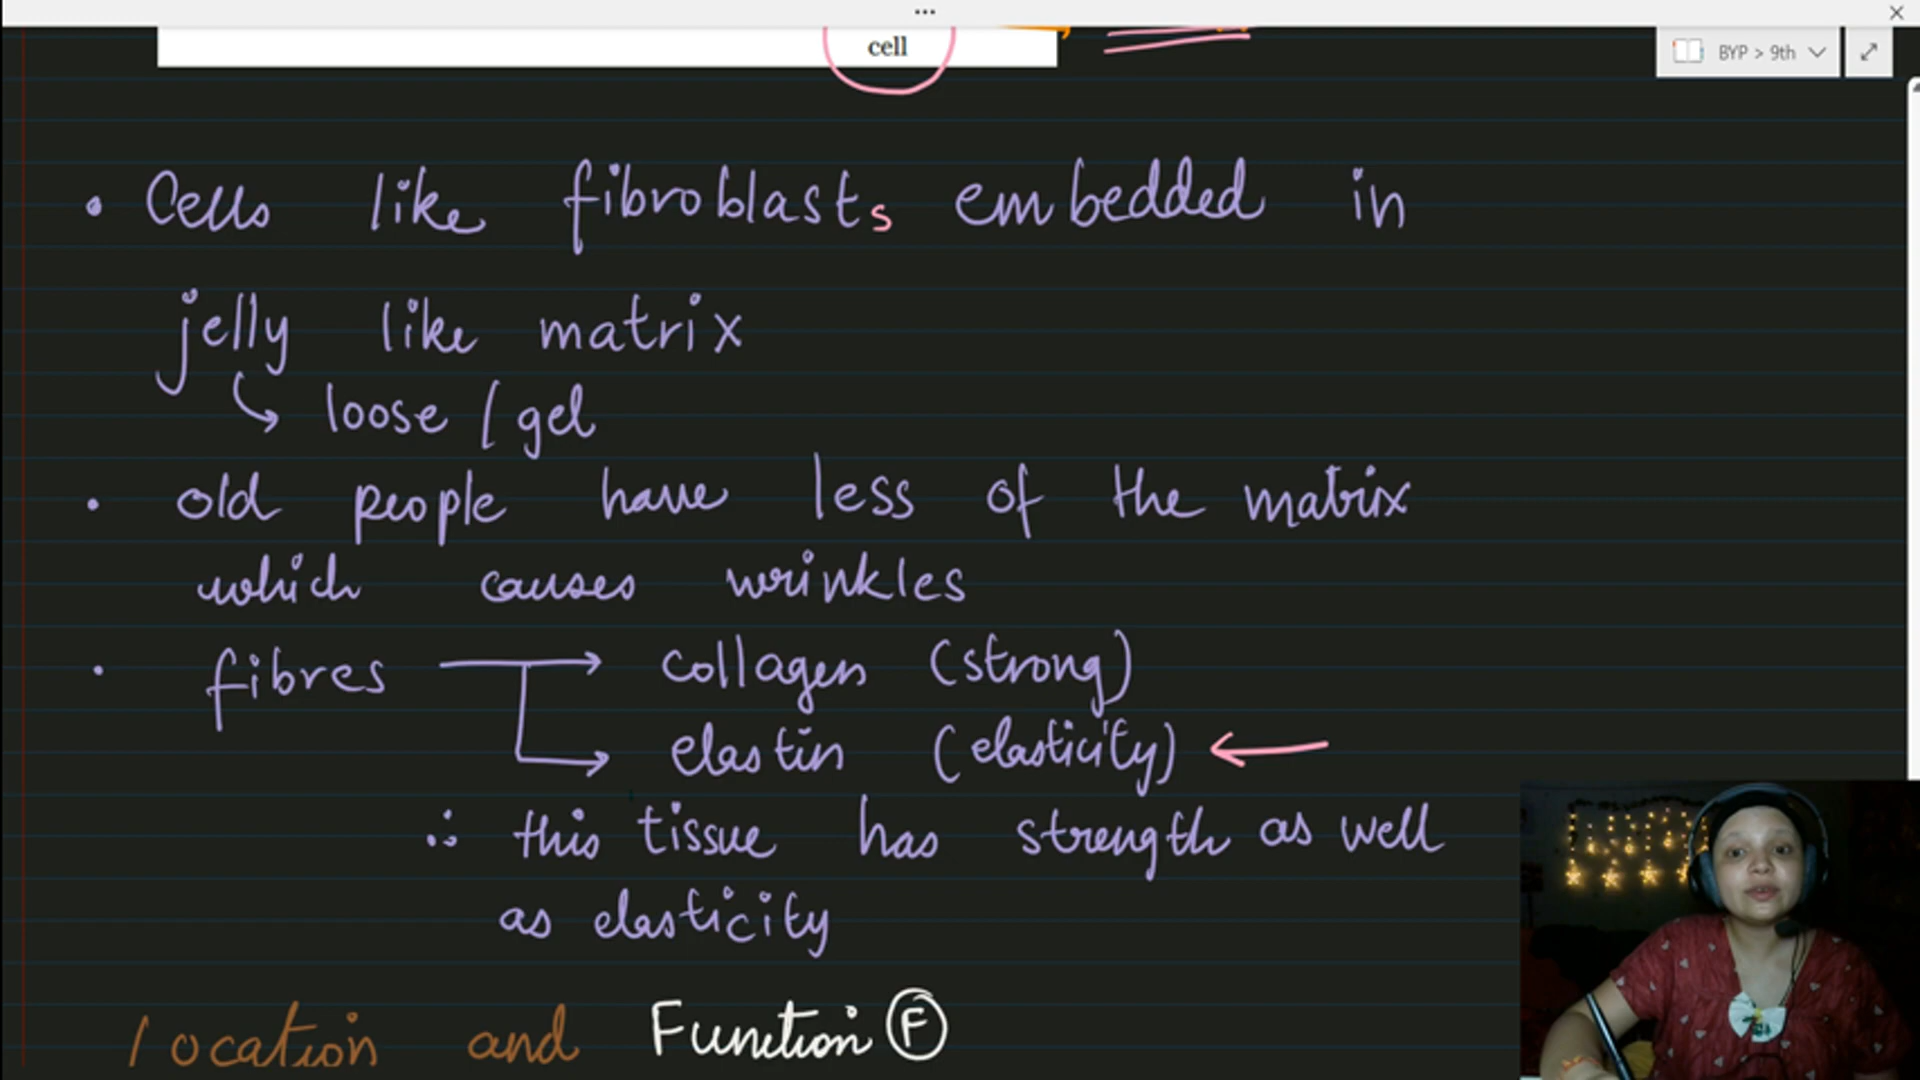 ...
cell
BYP > 9th
• Cells like fibroblasts embedded in
jelly like matrix
↳ loose / gel
• old people have less of the matrix
which causes wrinkles
• fibres → collagen (strong)
→ elastin (elasticity) ←
∴ this tissue has strength as well
as elasticity
location and Function Ⓕ